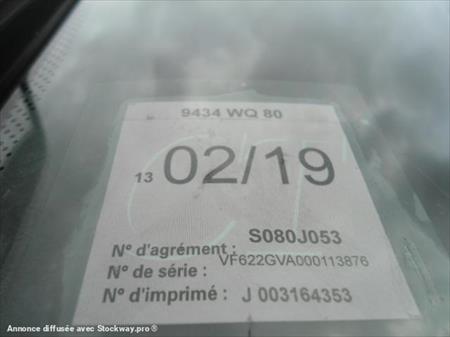 9434 WQ 80
13 02/19
S080J053
N° d'agrément :
VF622GVA000113876
N° de série :
N° d'imprimé : J 003164353
Annonce diffusée avec Stockway.pro®